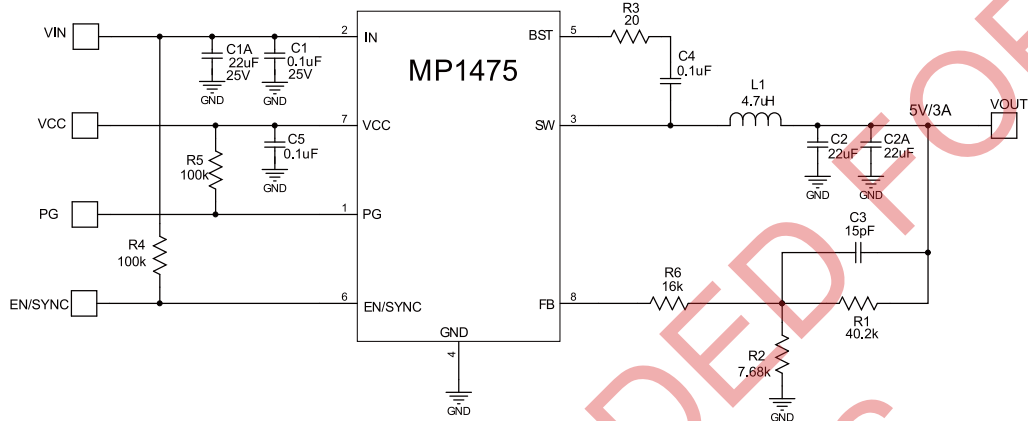 VIN
2
IN
C1A
22uF
25V
GND
C1
0.1uF
25V
GND
MP1475
BST
5
R3
20
C4
0.1uF
VCC
7
VCC
R5
100k
C5
0.1uF
GND
SW
3
L1
4.7uH
5V/3A
VOUT
C2
22uF
GND
C2A
22uF
GND
PG
1
PG
R4
100k
C3
15pF
EN/SYNC
6
EN/SYNC
FB
8
R6
16k
R1
40.2k
R2
7.68k
GND
GND
4
GND
DED FOR